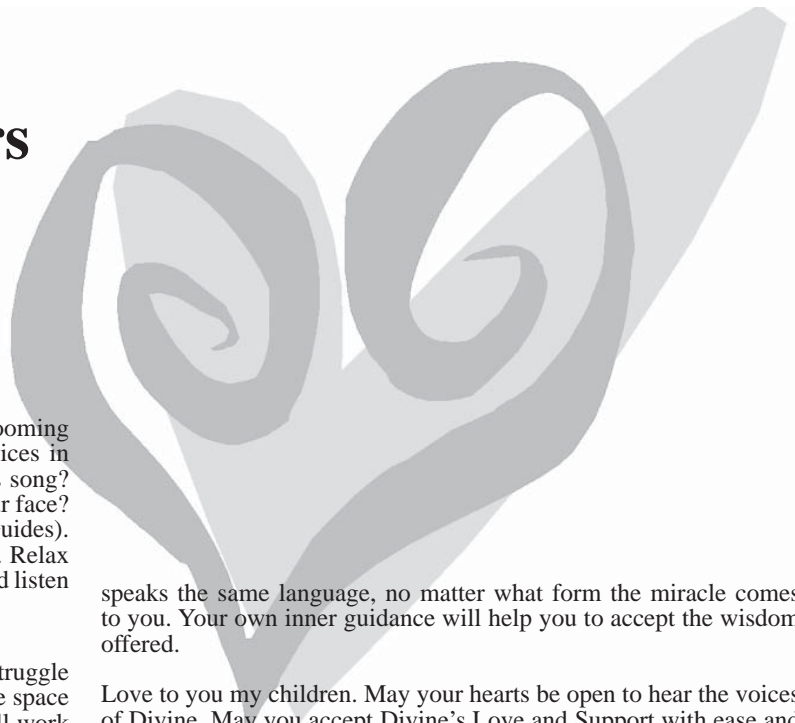 rs
ooming
ices in
song?
r face?
uides).
Relax
d listen
truggle
e space
ll work
speaks the same language, no matter what form the miracle comes
to you. Your own inner guidance will help you to accept the wisdom
offered.
Love to you my children. May your hearts be open to hear the voices
of Divine. May you accept Divine's Love and Support with ease and